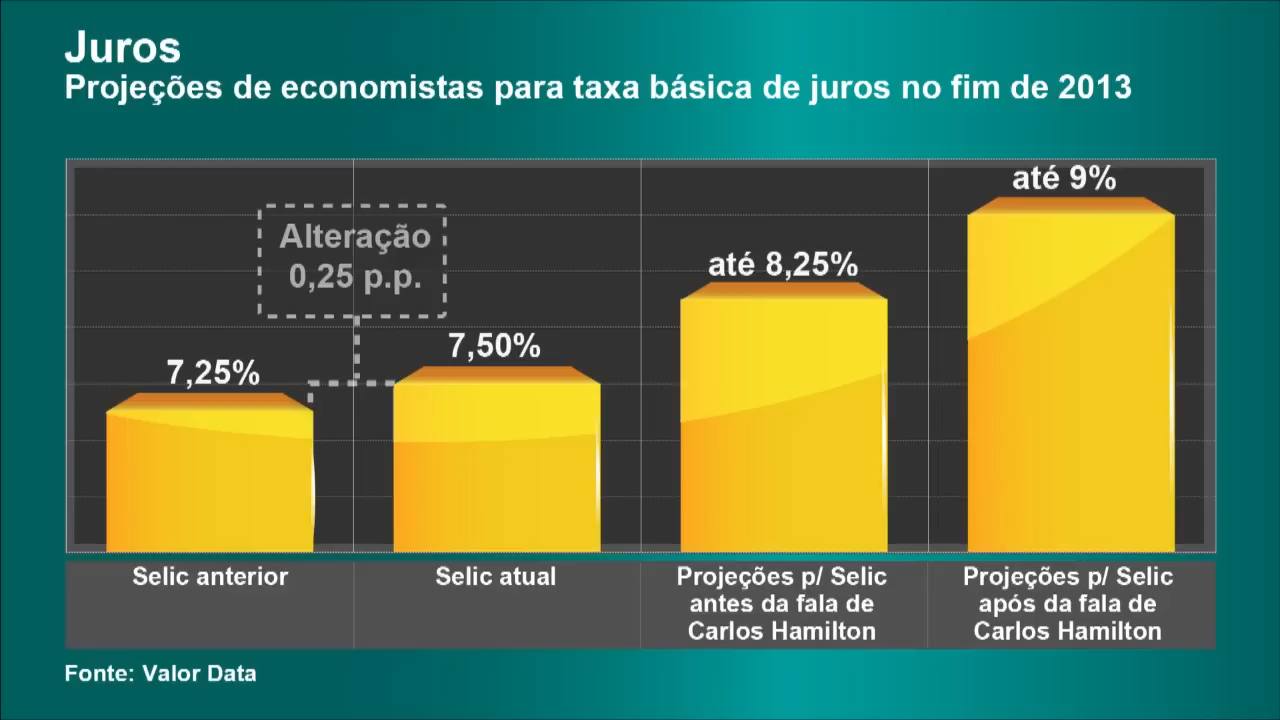 Juros
Projeções de economistas para taxa básica de juros no fim de 2013
até 9%
até 8,25%
Alteração
0,25 p.p.
7,50%
7,25%
Selic anterior
Selic atual
Projeções p/ Selic
antes da fala de
Carlos Hamilton
Projeções p/ Selic
após da fala de
Carlos Hamilton
Fonte: Valor Data